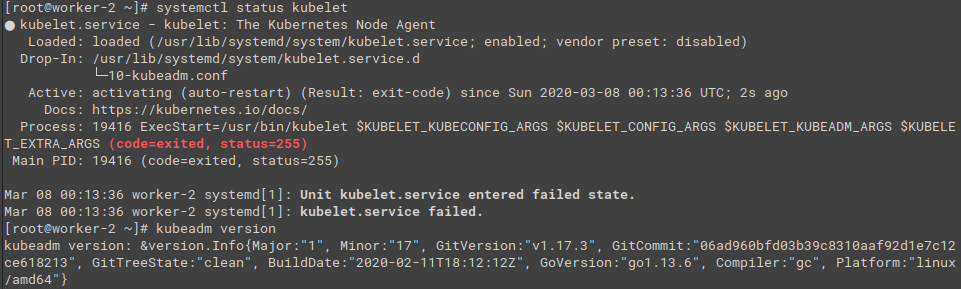 [root@worker-2 ~]# systemctl status kubelet
● kubelet.service - kubelet: The Kubernetes Node Agent
   Loaded: loaded (/usr/lib/systemd/system/kubelet.service; enabled; vendor preset: disabled)
  Drop-In: /usr/lib/systemd/system/kubelet.service.d
           └─10-kubeadm.conf
   Active: activating (auto-restart) (Result: exit-code) since Sun 2020-03-08 00:13:36 UTC; 2s ago
     Docs: https://kubernetes.io/docs/
  Process: 19416 ExecStart=/usr/bin/kubelet $KUBELET_KUBECONFIG_ARGS $KUBELET_CONFIG_ARGS $KUBELET_KUBEADM_ARGS $KUBELE
T_EXTRA_ARGS (code=exited, status=255)
 Main PID: 19416 (code=exited, status=255)

Mar 08 00:13:36 worker-2 systemd[1]: Unit kubelet.service entered failed state.
Mar 08 00:13:36 worker-2 systemd[1]: kubelet.service failed.
[root@worker-2 ~]# kubeadm version
kubeadm version: &version.Info{Major:"1", Minor:"17", GitVersion:"v1.17.3", GitCommit:"06ad960bfd03b39c8310aaf92d1e7c12
ce618213", GitTreeState:"clean", BuildDate:"2020-02-11T18:12:12Z", GoVersion:"go1.13.6", Compiler:"gc", Platform:"linux
/amd64"}